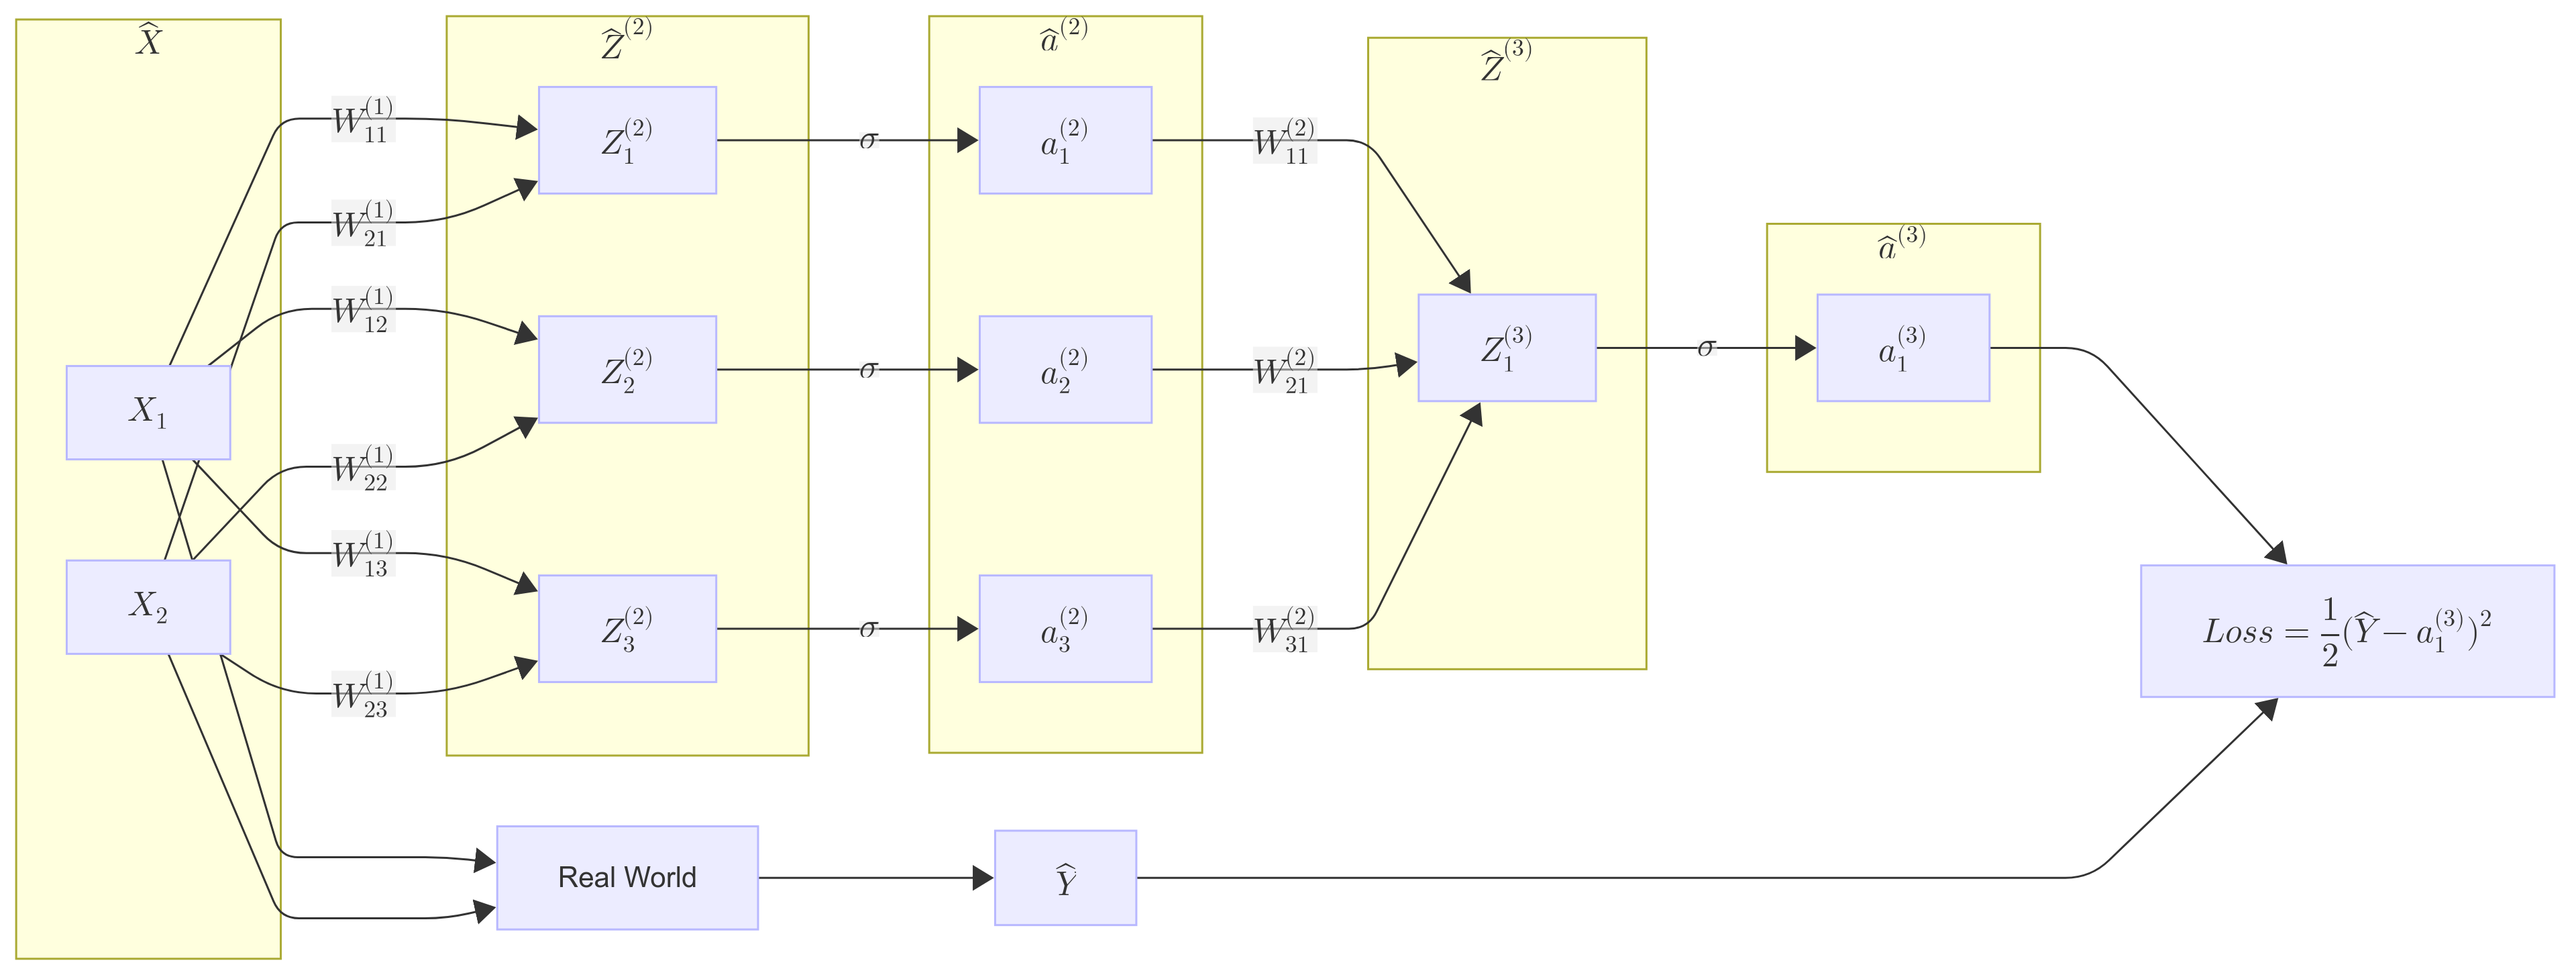 $\widehat{X}$
$\widehat{Z}^{(2)}$
$\widehat{a}^{(2)}$
$\widehat{Z}^{(3)}$
$W_{11}^{(1)}$
$Z_1^{(2)}$
$\sigma$
$a_1^{(2)}$
$W_{11}^{(2)}$
$W_{21}^{(1)}$
$\widehat{a}^{(3)}$
$W_{12}^{(1)}$
$Z_2^{(2)}$
$\sigma$
$a_2^{(2)}$
$W_{21}^{(2)}$
$Z_1^{(3)}$
$\sigma$
$a_1^{(3)}$
$X_1$
$W_{22}^{(1)}$
$W_{13}^{(1)}$
$X_2$
$Z_3^{(2)}$
$\sigma$
$a_3^{(2)}$
$W_{31}^{(2)}$
$Loss = \frac{1}{2}(\widehat{Y} - a_1^{(3)})^2$
$W_{23}^{(1)}$
Real World
$\widehat{Y}$